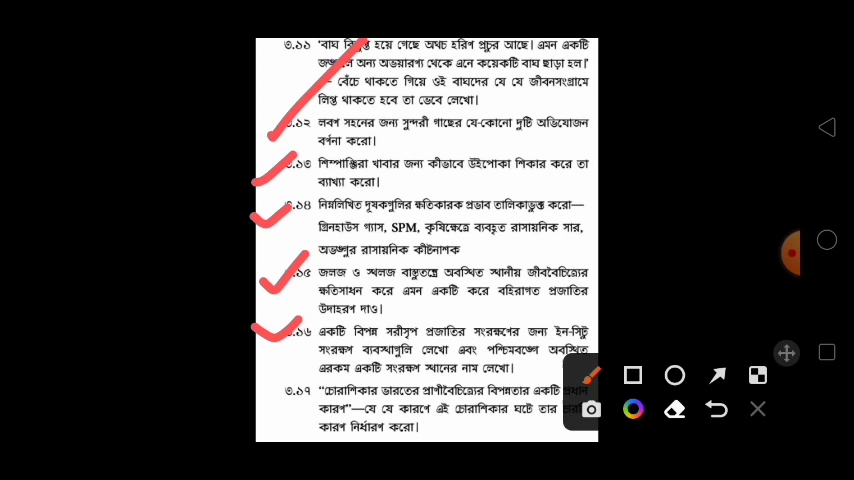 ৩.১১ 'বাঘ বিলুপ্ত হয়ে গেছে অথচ হরিণ প্রচুর আছে। এমন একটি
জঙ্গলে অন্য অভয়ারণ্য থেকে এনে কয়েকটি বাঘ ছাড়া হল।'
— বেঁচে থাকতে গিয়ে ওই বাঘদের যে যে জীবনসংগ্রামে
লিপ্ত থাকতে হবে তা ভেবে লেখো।
৩.১২ লবণ সহনের জন্য সুন্দরী গাছের যে-কোনো দুটি অভিযোজন
বর্ণনা করো।
৩.১৩ শিম্পাঞ্জিরা খাবার জন্য কীভাবে উইপোকা শিকার করে তা
ব্যাখ্যা করো।
৩.১৪ নিম্নলিখিত দূষকগুলির ক্ষতিকারক প্রভাব তালিকাভুক্ত করো—
গ্রিনহাউস গ্যাস, SPM, কৃষিক্ষেত্রে ব্যবহৃত রাসায়নিক সার,
অভঙ্গুর রাসায়নিক কীটনাশক
৩.১৫ জলজ ও স্থলজ বাস্তুতন্ত্রে অবস্থিত স্থানীয় জীববৈচিত্র্যের
ক্ষতিসাধন করে এমন একটি করে বহিরাগত প্রজাতির
উদাহরণ দাও।
৩.১৬ একটি বিপন্ন সরীসৃপ প্রজাতির সংরক্ষণের জন্য ইন-সিটু
সংরক্ষণ ব্যবস্থাগুলি লেখো এবং পশ্চিমবঙ্গে অবস্থিত
এরকম একটি সংরক্ষণ স্থানের নাম লেখো।
৩.১৭ "চোরাশিকার ভারতের প্রাণীবৈচিত্র্যের বিপন্নতার একটি প্রধান
কারণ"—যে যে কারণে এই চোরাশিকার ঘটে তার
কারণ নির্ধারণ করো।